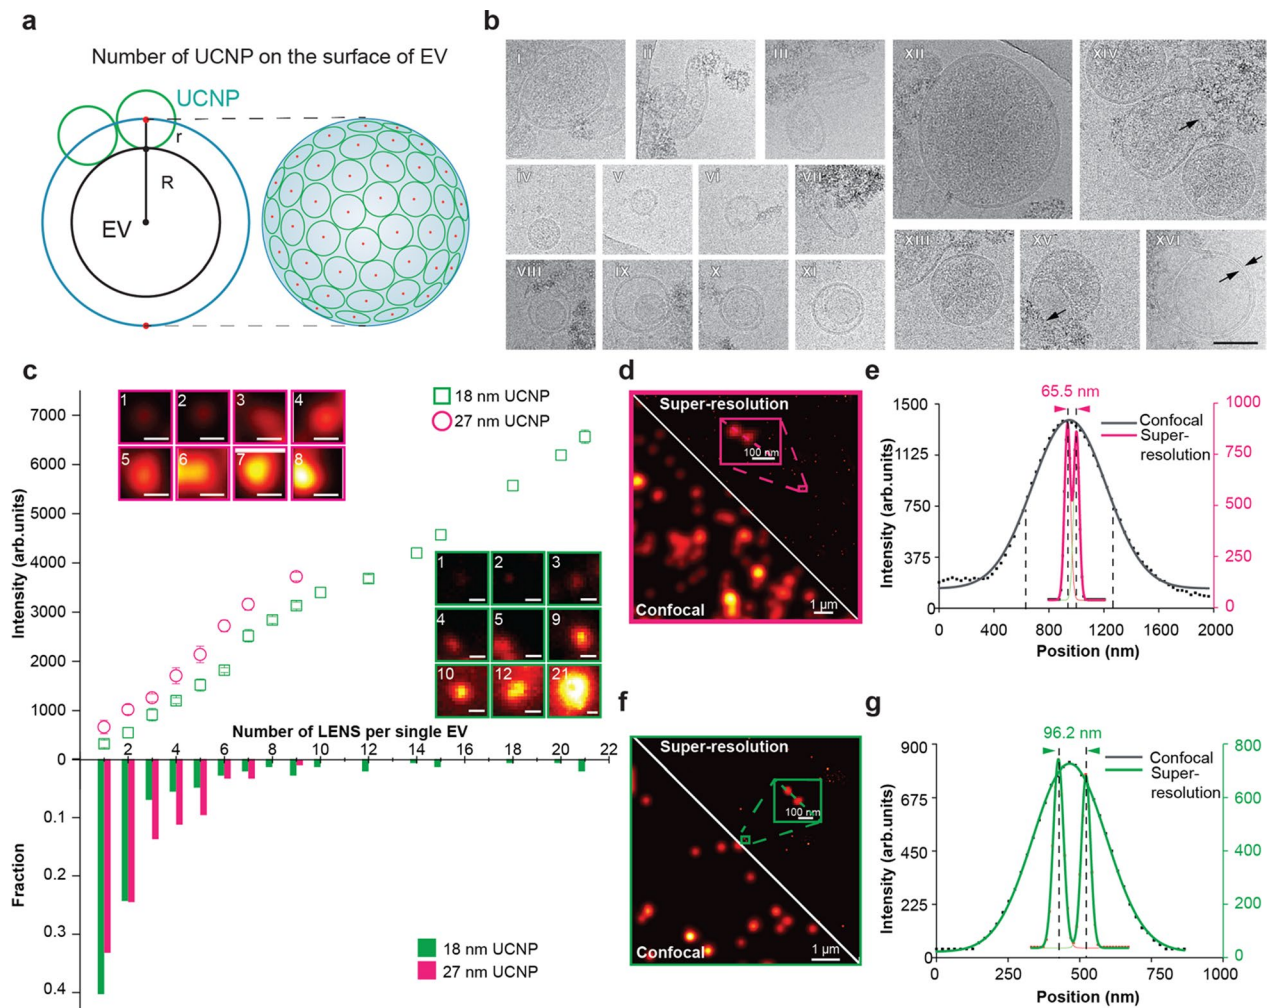 a
Number of UCNP on the surface of EV
UCNP
r
R
EV
b
i
ii
iii
XII
XIV
iv
v
vi
VII
VIII
IX
X
XI
XIII
XV
XVI
c
7000
6000
5000
4000
3000
2000
1000
0
Intensity (arb.units)
1
2
3
4
5
6
7
8
18 nm UCNP
27 nm UCNP
1
2
3
4
5
9
10
12
21
Number of LENS per single EV
2
4
6
8
10
12
14
16
18
20
22
0.1
0.2
0.3
0.4
Fraction
18 nm UCNP
27 nm UCNP
d
Super-resolution
100 nm
Confocal
1 µm
e
65.5 nm
1500
1125
750
375
0
Intensity (arb.units)
Confocal
Super-
resolution
1000
750
500
250
0
0
400
800
1200
1600
2000
Position (nm)
f
Super-resolution
100 nm
Confocal
1 µm
g
96.2 nm
900
675
450
225
0
Intensity (arb.units)
Confocal
Super-
resolution
800
600
400
200
0
0
250
500
750
1000
Position (nm)